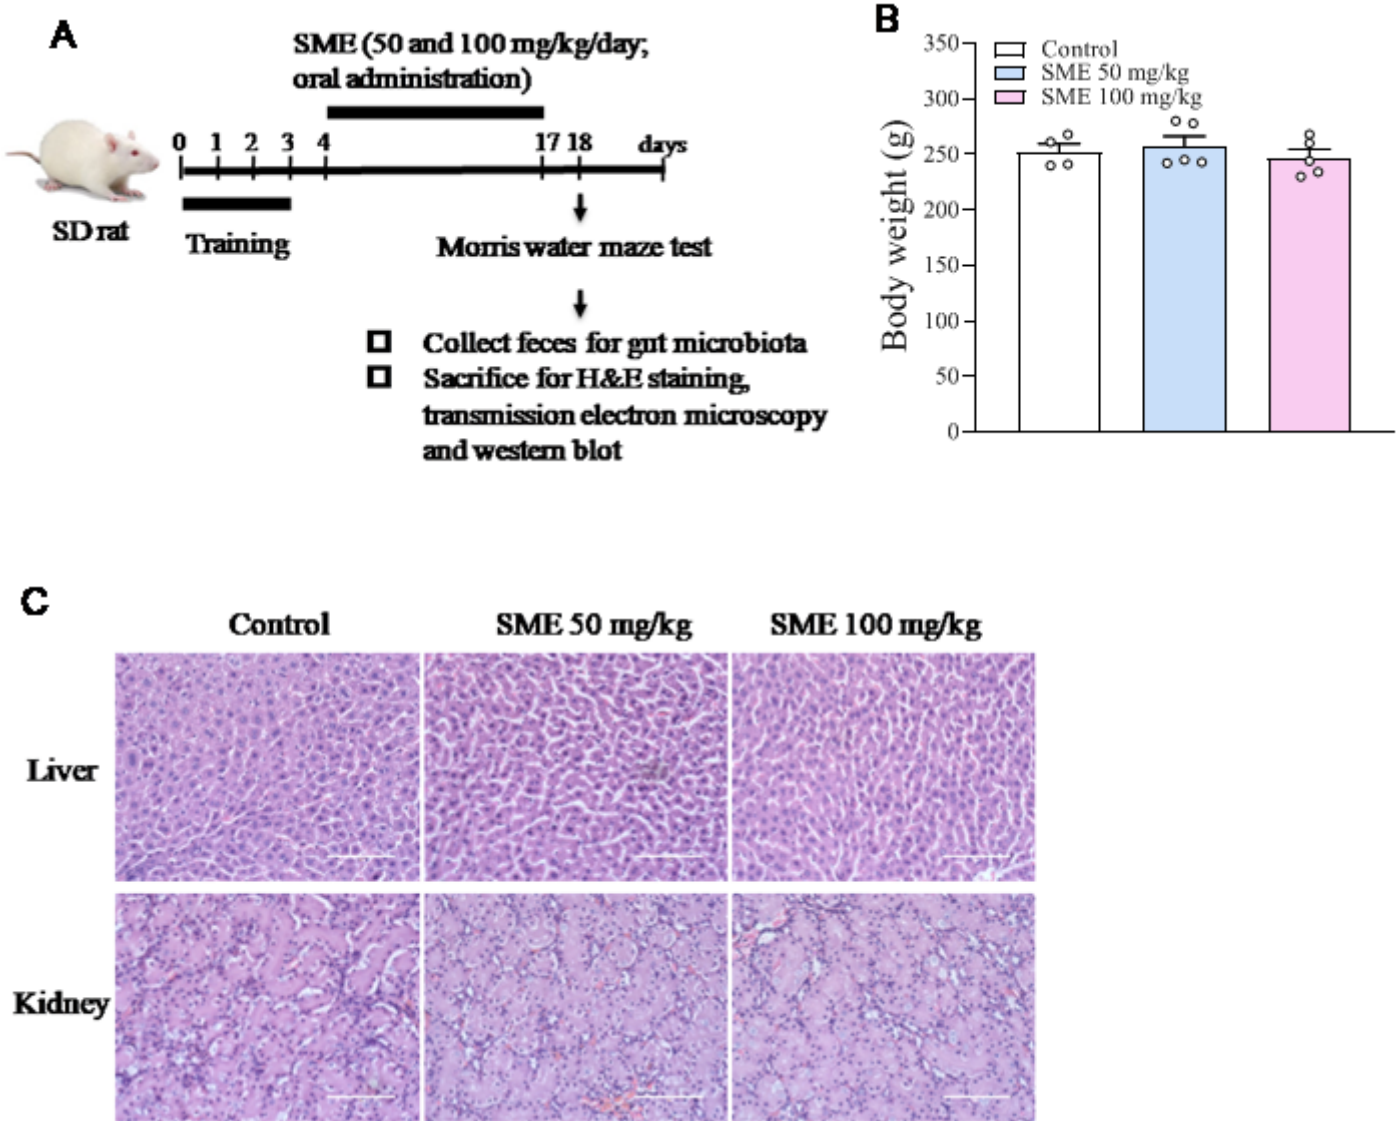 A
SME (50 and 100 mg/kg/day;
oral administration)
0 1 2 3 4 17 18 days
SD rat
Training
Morris water maze test
Collect feces for gut microbiota
Sacrifice for H&E staining,
transmission electron microscopy
and western blot
B
Control
SME 50 mg/kg
SME 100 mg/kg
Body weight (g)
350
300
250
200
150
100
50
0
C
Control SME 50 mg/kg SME 100 mg/kg
Liver
Kidney